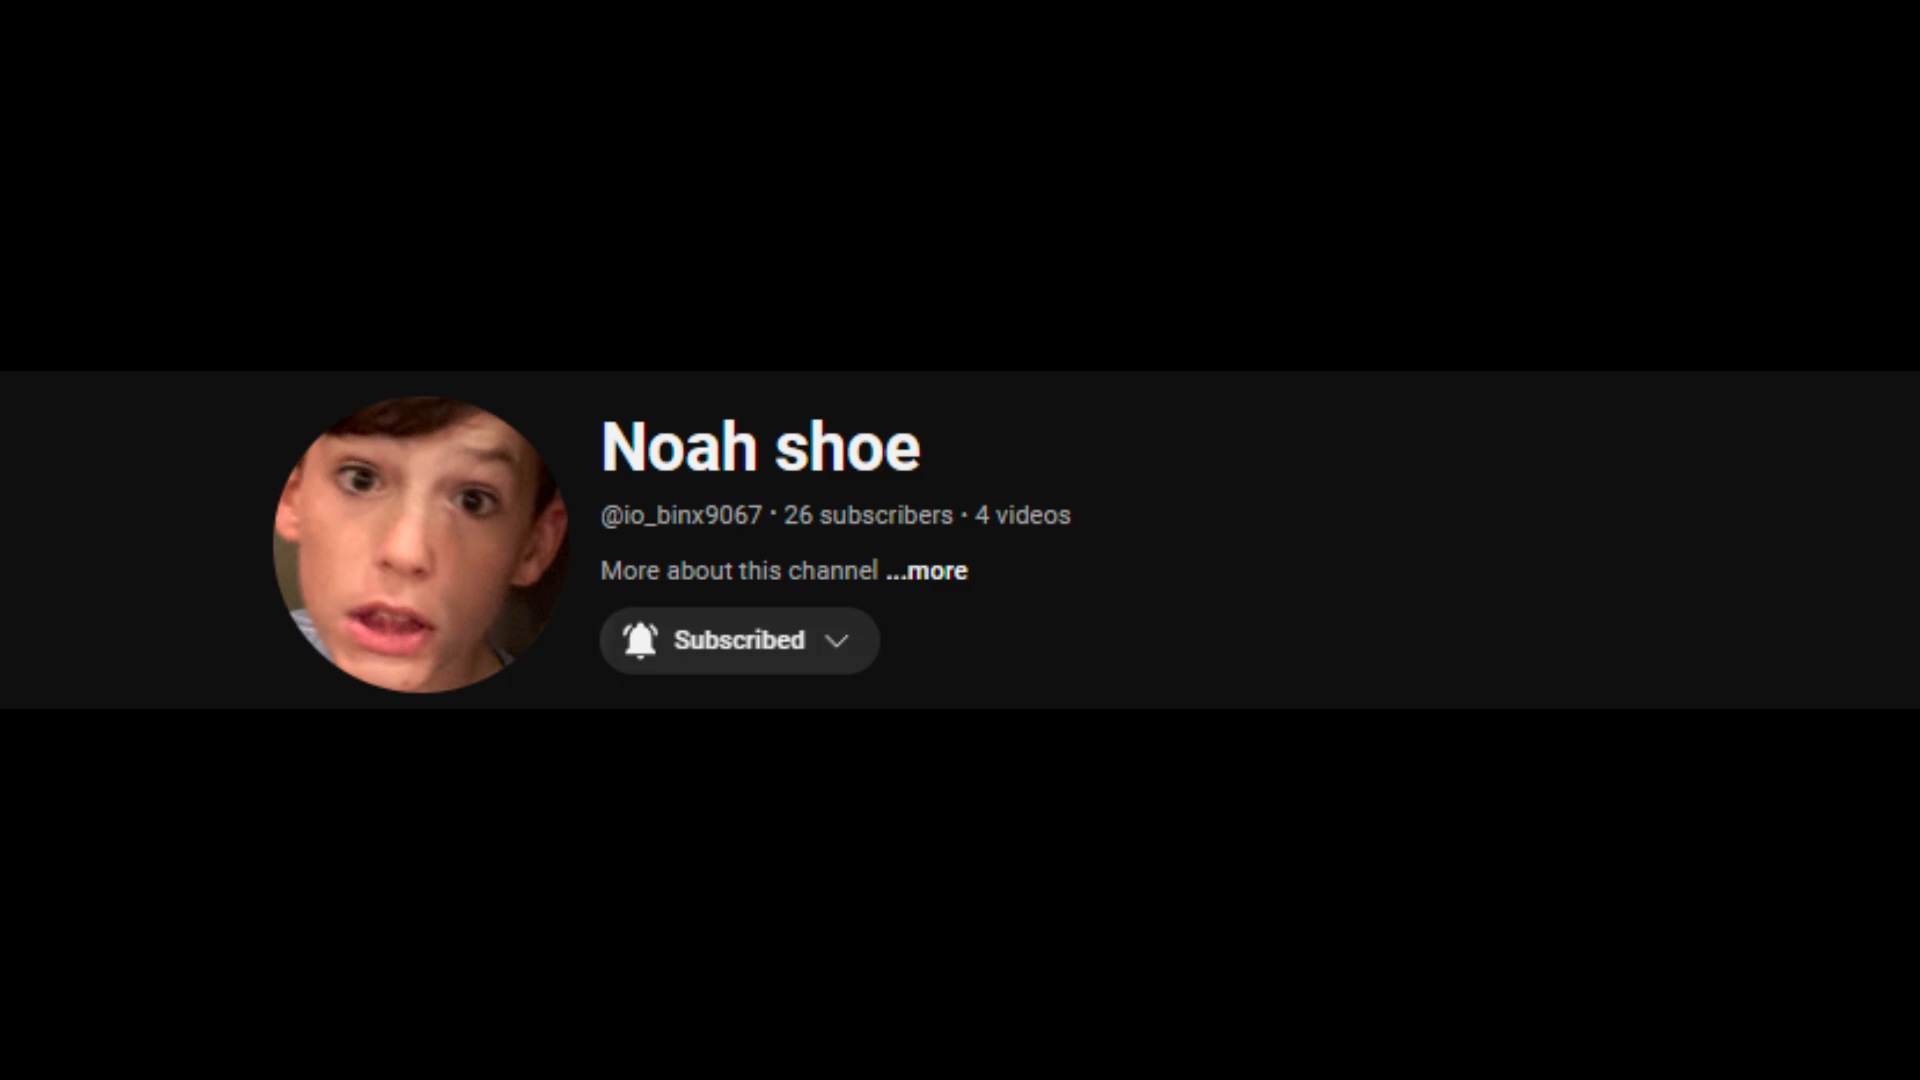 Noah shoe
@io_binx9067 • 26 subscribers • 4 videos
More about this channel ...more
Subscribed